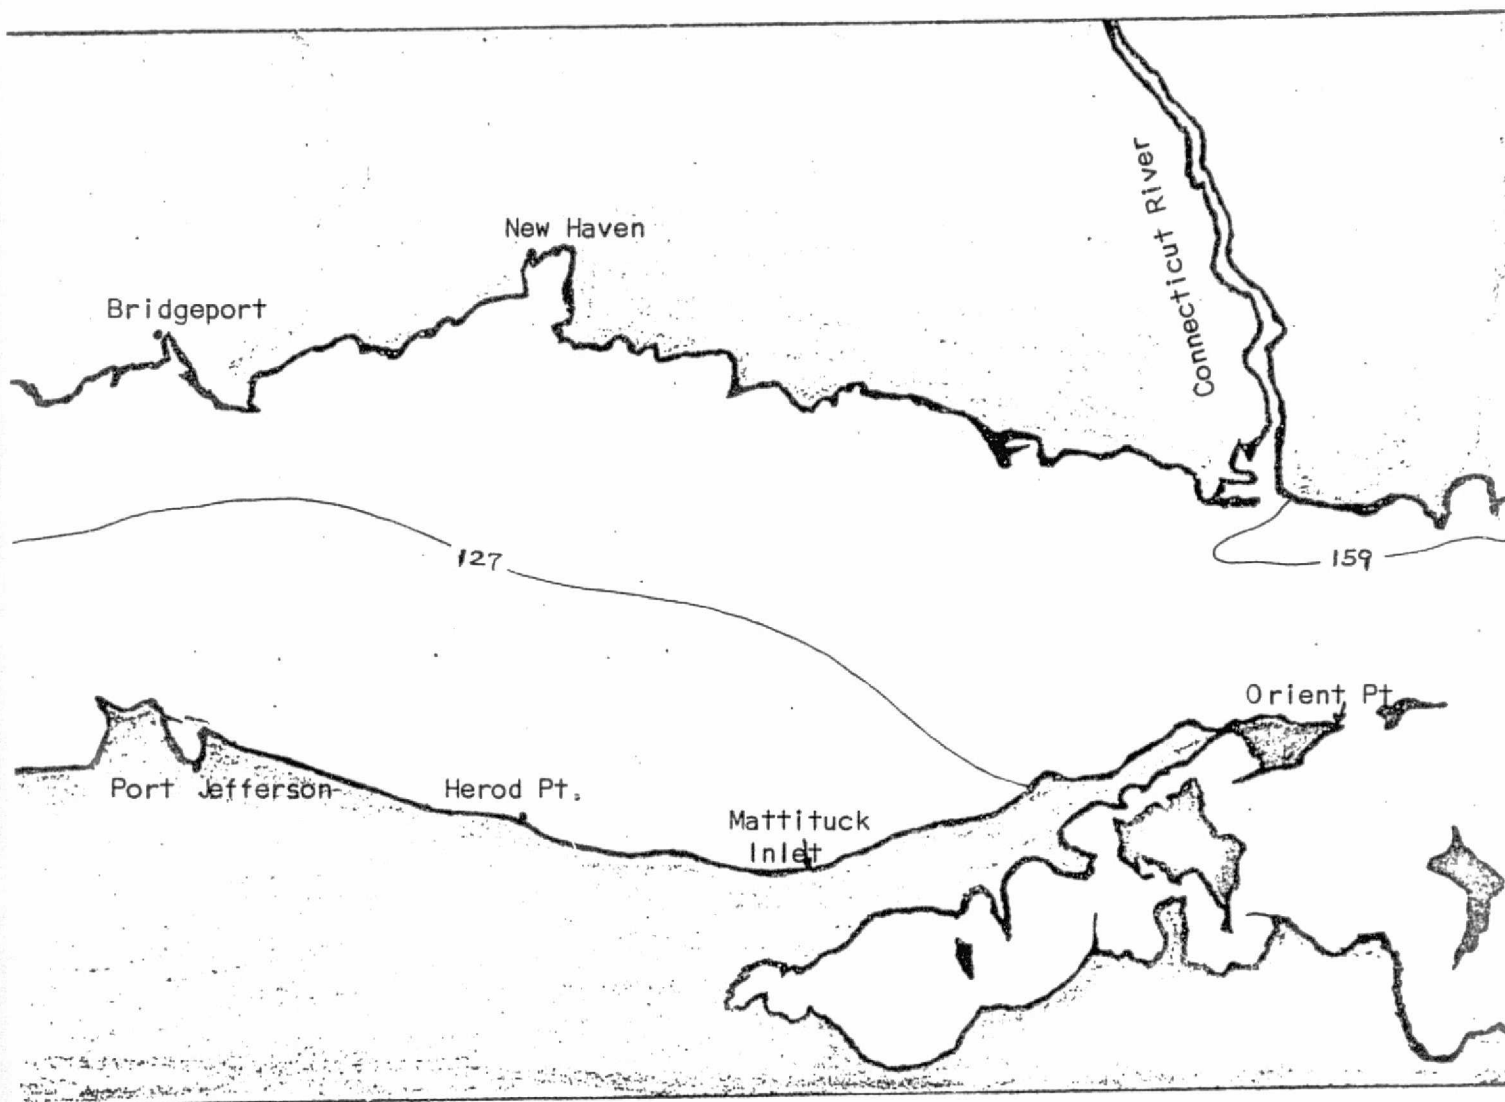 New Haven
Connecticut River
Bridgeport
127
159
Orient Pt
Port Jefferson
Herod Pt.
Mattituck
Inlet